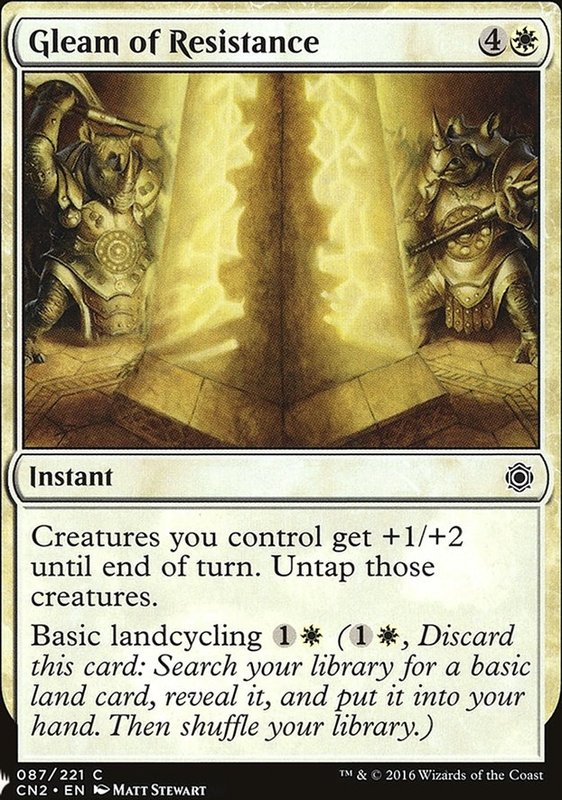 Gleam of Resistance 4
Instant
Creatures you control get +1/+2
until end of turn. Untap those
creatures.
Basic landcycling 1 (1, Discard
this card: Search your library for a basic
land card, reveal it, and put it into your
hand. Then shuffle your library.)
087/221 C
CN2 • EN Matt Stewart
™ & © 2016 Wizards of the Coast